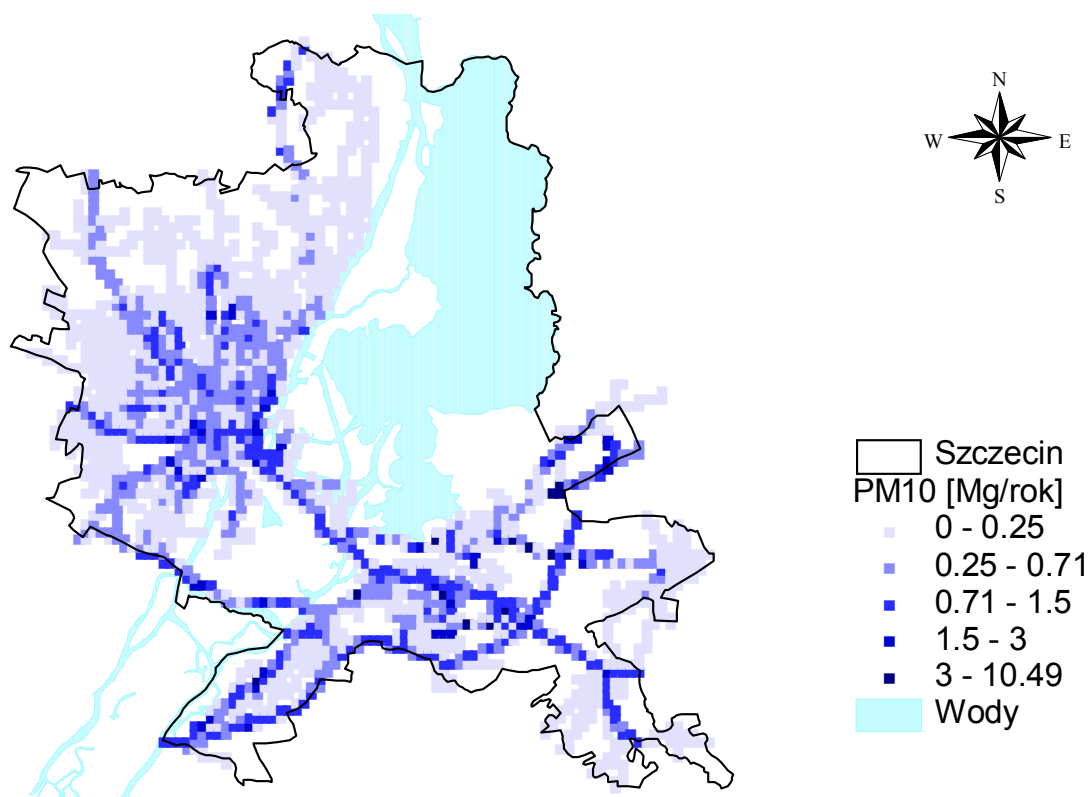 N
W E
S
Szczecin
PM10 [Mg/rok]
0 - 0.25
0.25 - 0.71
0.71 - 1.5
1.5 - 3
3 - 10.49
Wody